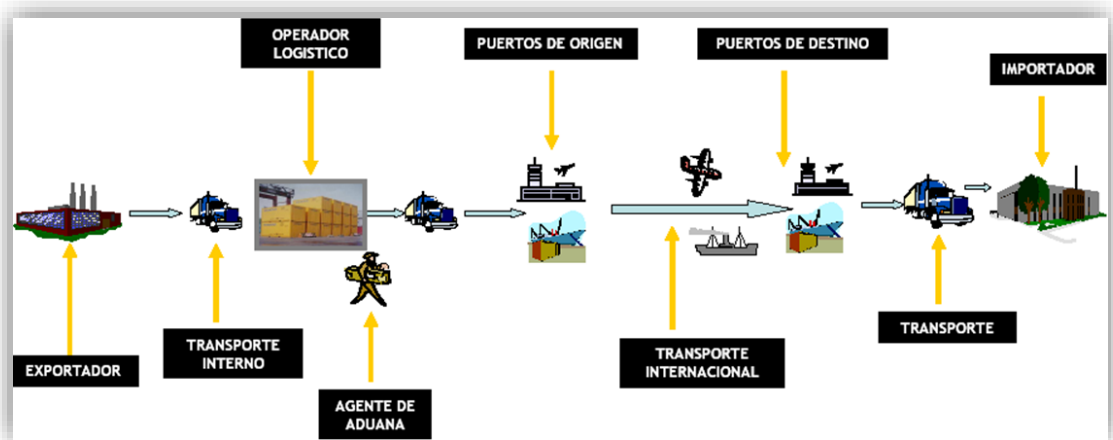 OPERADOR
LOGISTICO
PUERTOS DE ORIGEN
PUERTOS DE DESTINO
IMPORTADOR
EXPORTADOR
TRANSPORTE
INTERNO
AGENTE DE
ADUANA
TRANSPORTE
INTERNACIONAL
TRANSPORTE